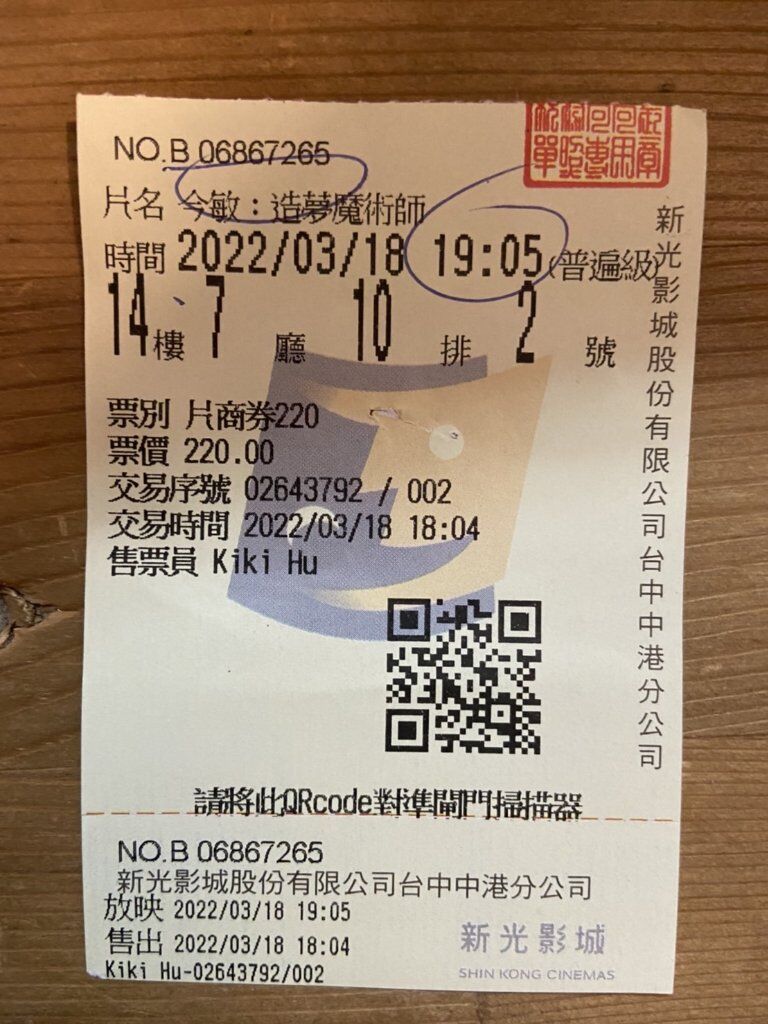 NO.B 06867265
片名 今敏：造夢魔術師
時間 2022/03/18 19:05(普遍級)
14樓、7 廳 10 排 2 號
票別 片商券220
票價 220.00
交易序號 02643792 / 002
交易時間 2022/03/18 18:04
售票員 Kiki Hu
請將此QRcode對準閘門掃描器
新光影城股份有限公司台中中港分公司
NO.B 06867265
新光影城股份有限公司台中中港分公司
放映 2022/03/18 19:05
售出 2022/03/18 18:04
Kiki Hu-02643792/002
新光影城
SHIN KONG CINEMAS